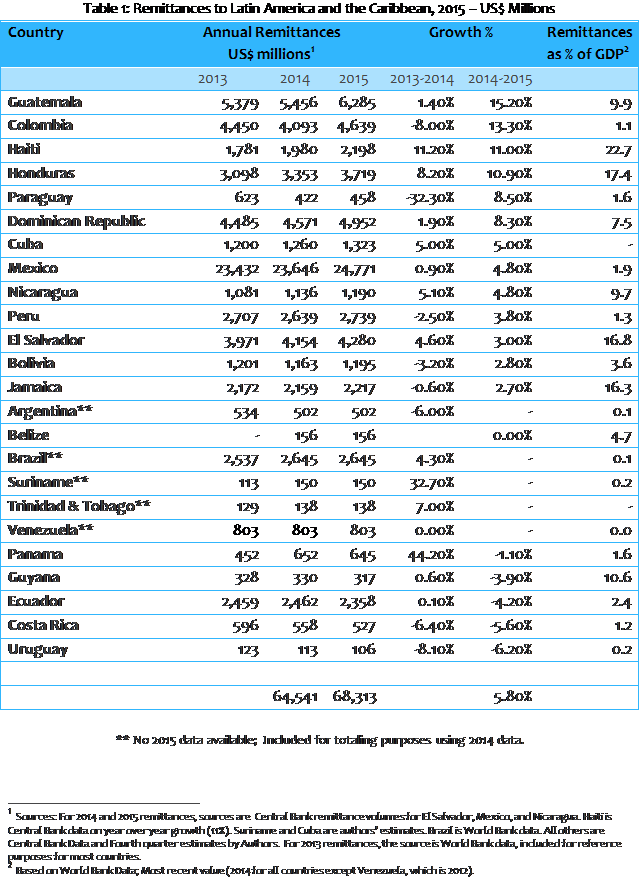 Table 1: Remittances to Latin America and the Caribbean, 2015 – US$ Millions
Country Annual Remittances Growth % Remittances
US$ millions¹ as % of GDP²
2013 2014 2015 2013-2014 2014-2015
Guatemala 5,379 5,456 6,285 1.40% 15.20% 9.9
Colombia 4,450 4,093 4,639 -8.00% 13.30% 1.1
Haiti 1,781 1,980 2,198 11.20% 11.00% 22.7
Honduras 3,098 3,353 3,719 8.20% 10.90% 17.4
Paraguay 623 422 458 -32.30% 8.50% 1.6
Dominican Republic 4,485 4,571 4,952 1.90% 8.30% 7.5
Cuba 1,200 1,260 1,323 5.00% 5.00% -
Mexico 23,432 23,646 24,771 0.90% 4.80% 1.9
Nicaragua 1,081 1,136 1,190 5.10% 4.80% 9.7
Peru 2,707 2,639 2,739 -2.50% 3.80% 1.3
El Salvador 3,971 4,154 4,280 4.60% 3.00% 16.8
Bolivia 1,201 1,163 1,195 -3.20% 2.80% 3.6
Jamaica 2,172 2,159 2,217 -0.60% 2.70% 16.3
Argentina** 534 502 502 -6.00% - 0.1
Belize - 156 156 0.00% 4.7
Brazil** 2,537 2,645 2,645 4.30% - 0.1
Suriname** 113 150 150 32.70% - 0.2
Trinidad & Tobago** 129 138 138 7.00% - -
Venezuela** 803 803 803 0.00% - 0.0
Panama 452 652 645 44.20% -1.10% 1.6
Guyana 328 330 317 0.60% -3.90% 10.6
Ecuador 2,459 2,462 2,358 0.10% -4.20% 2.4
Costa Rica 596 558 527 -6.40% -5.60% 1.2
Uruguay 123 113 106 -8.10% -6.20% 0.2
64,541 68,313 5.80%
** No 2015 data available; Included for totaling purposes using 2014 data.
¹ Sources: For 2014 and 2015 remittances, sources are Central Bank remittance volumes for El Salvador, Mexico, and Nicaragua. Haiti is
Central Bank data on year over year growth (11%). Suriname and Cuba are authors' estimates. Brazil is World Bank data. All others are
Central Bank Data and Fourth quarter estimates by Authors. For 2013 remittances, the source is World Bank data, included for reference
purposes for most countries.
² Based on World Bank Data; Most recent value (2014 for all countries except Venezuela, which is 2012).